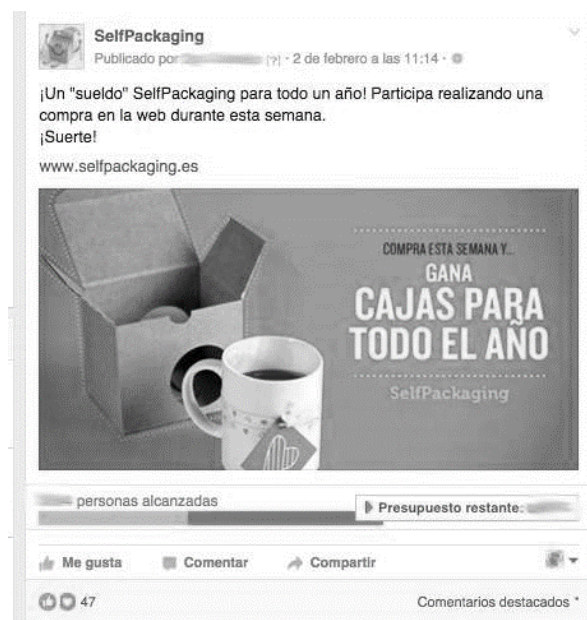 SelfPackaging
Publicado por [?] · 2 de febrero a las 11:14 ·
¡Un "sueldo" SelfPackaging para todo un año! Participa realizando una
compra en la web durante esta semana.
¡Suerte!
www.selfpackaging.es
COMPRA ESTA SEMANA Y...
GANA
CAJAS PARA
TODO EL AÑO
SelfPackaging
personas alcanzadas
Presupuesto restante:
Me gusta Comentar Compartir
47 Comentarios destacados